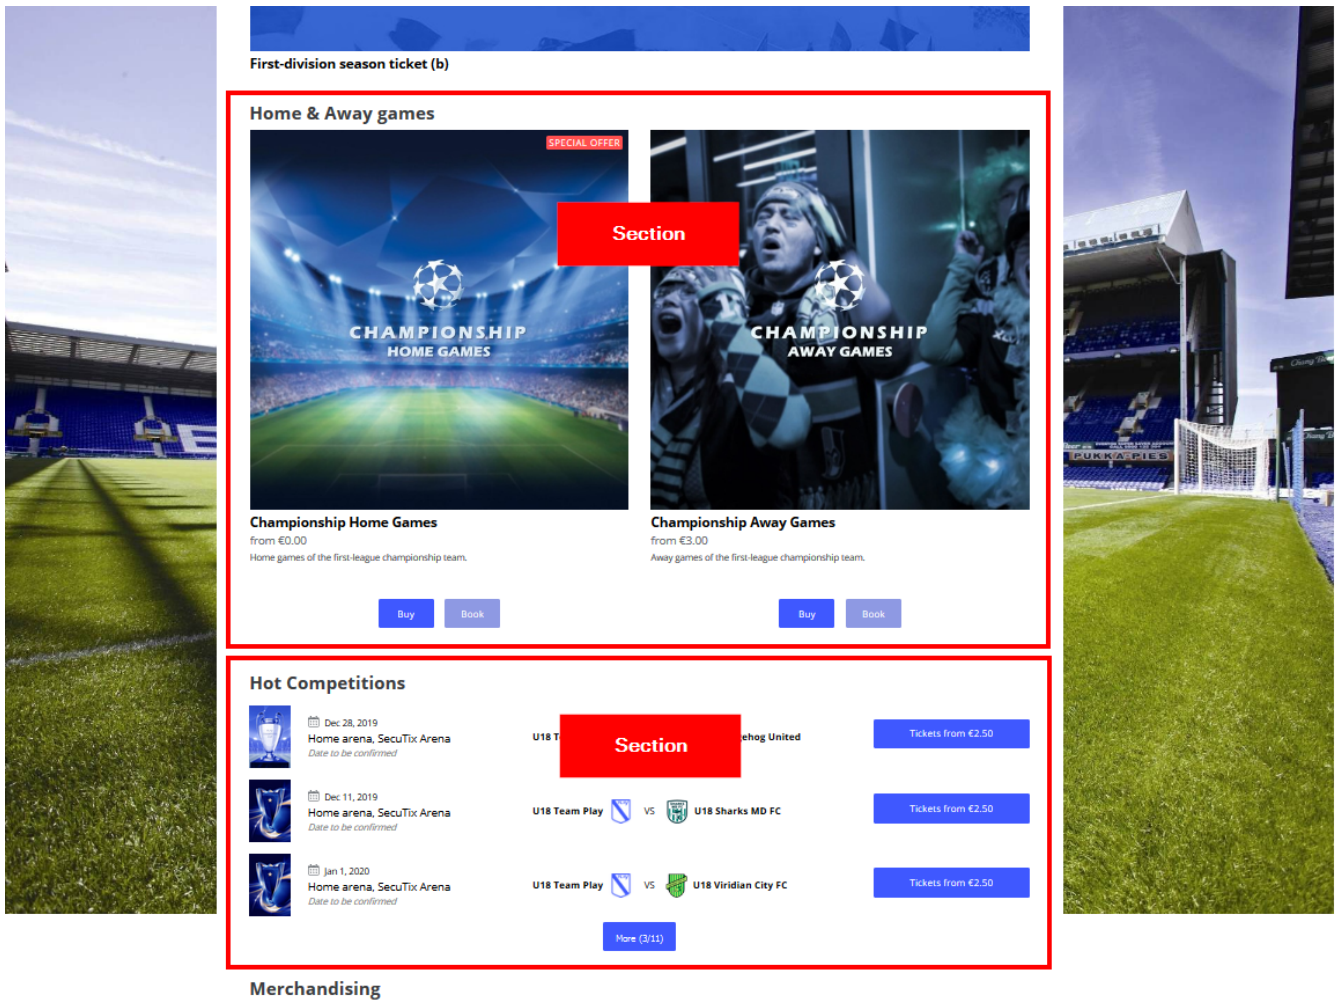 First-division season ticket (b)
Home & Away games
SPECIAL OFFER
Section
CHAMPIONSHIP
HOME GAMES
CHAMPIONSHIP
AWAY GAMES
PUKKA-PIES
Championship Home Games
from €0.00
Home games of the first-league championship team.
Buy Book
Championship Away Games
from €3.00
Away games of the first-league championship team.
Buy Book
Hot Competitions
Dec 28, 2019
Home arena, SecuTix Arena
Date to be confirmed
U18
Section
United
Tickets from €2.50
Dec 11, 2019
Home arena, SecuTix Arena
Date to be confirmed
U18 Team Play VS U18 Sharks MD FC
Tickets from €2.50
Jan 1, 2020
Home arena, SecuTix Arena
Date to be confirmed
U18 Team Play VS U18 Viridian City FC
Tickets from €2.50
More (3/11)
Merchandising